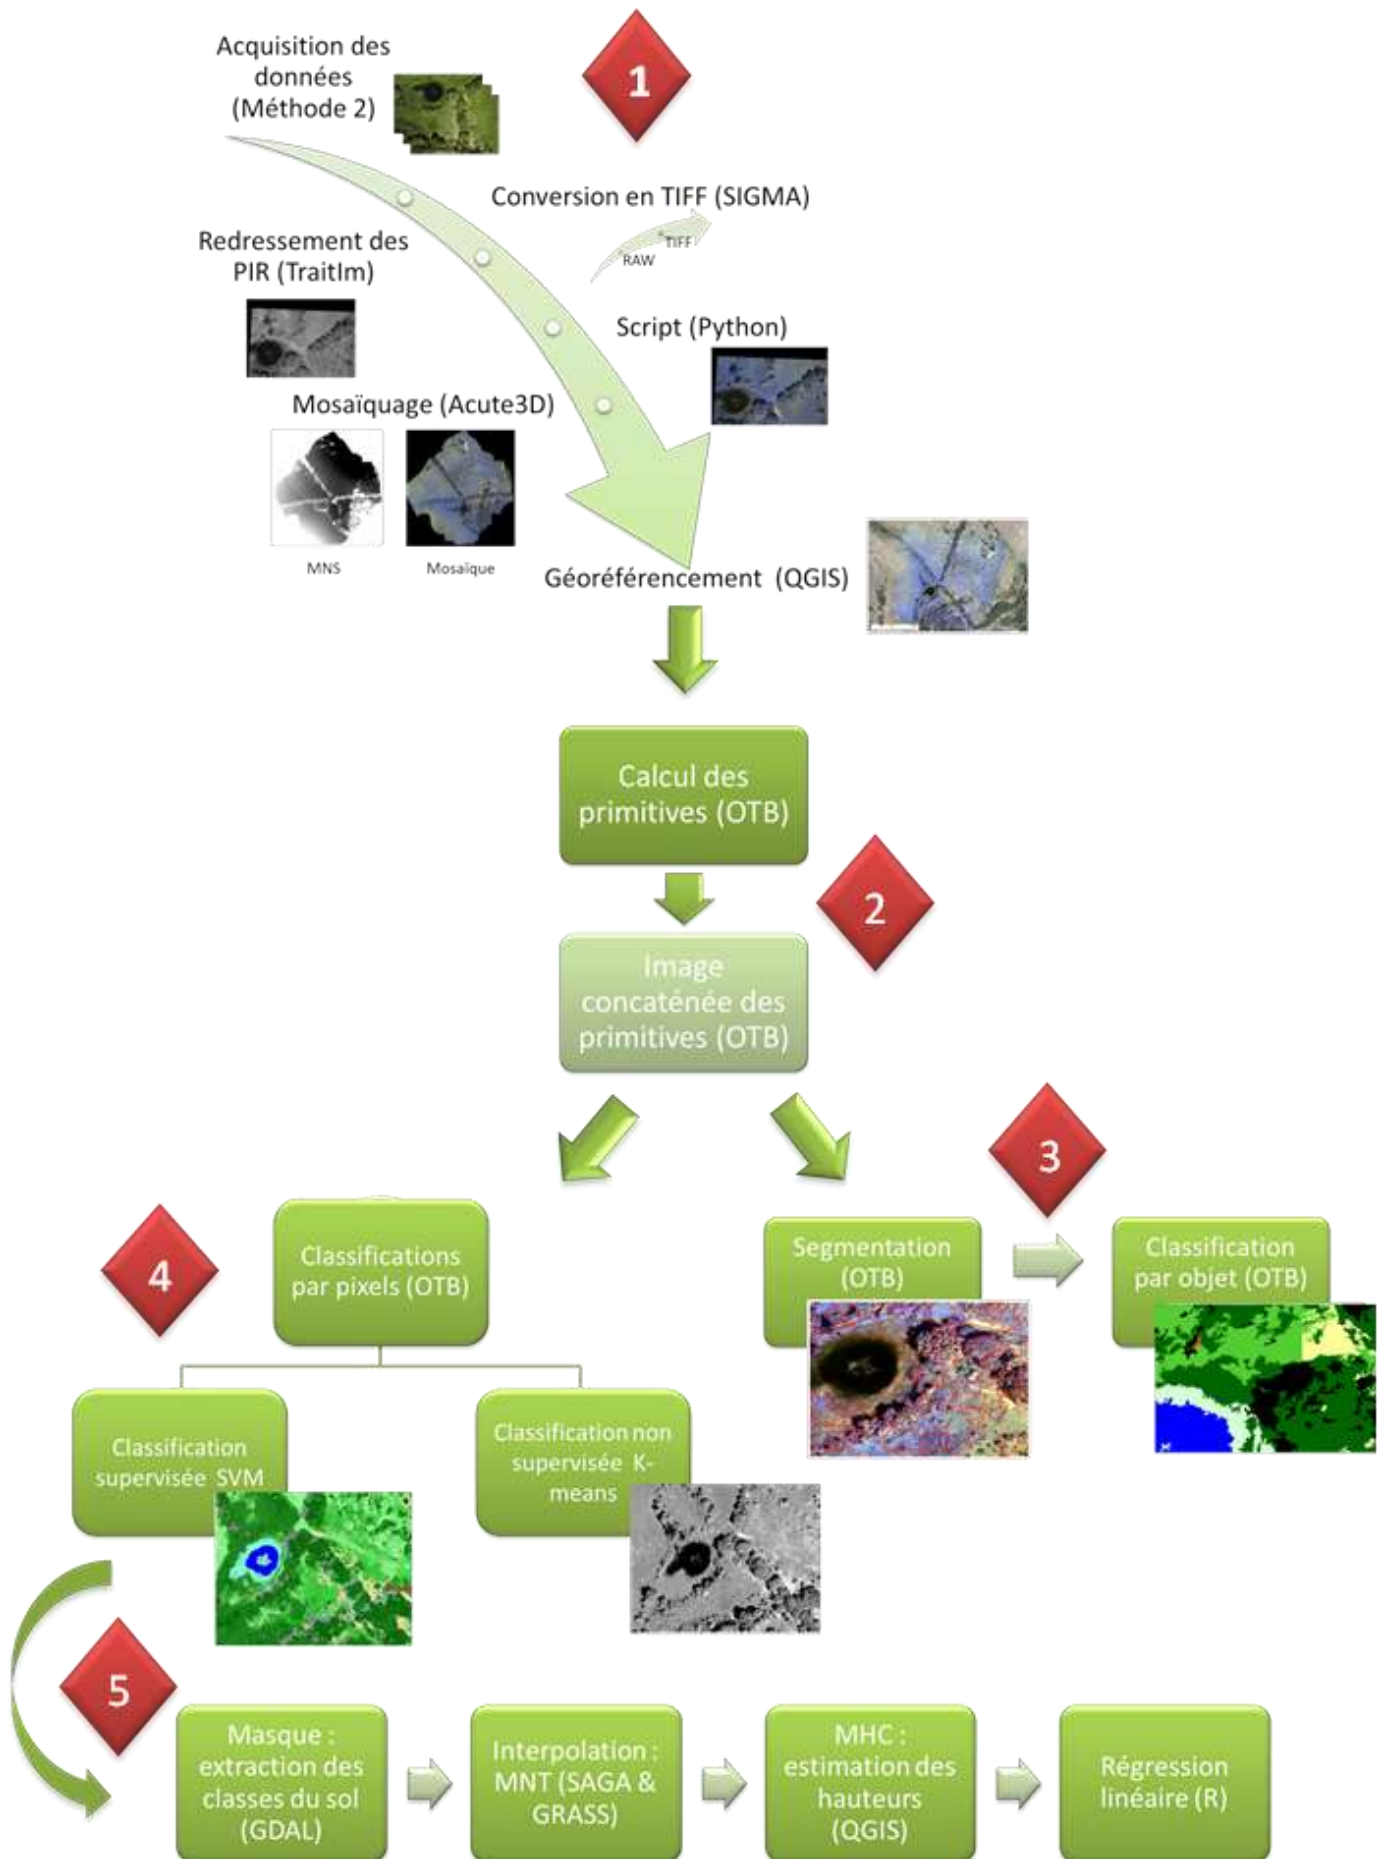 Acquisition des
données
(Méthode 2)
1
Conversion en TIFF (SIGMA)
RAW
TIFF
Redressement des
PIR (TraitIm)
Script (Python)
Mosaïquage (Acute3D)
MNS
Mosaïque
Géoréférencement (QGIS)
Calcul des
primitives (OTB)
2
Image
concaténée des
primitives (OTB)
3
Segmentation
(OTB)
Classification
par objet (OTB)
4
Classifications
par pixels (OTB)
Classification
supervisée SVM
Classification non
supervisée K-
means
5
Masque :
extraction des
classes du sol
(GDAL)
Interpolation :
MNT (SAGA &
GRASS)
MHC :
estimation des
hauteurs
(QGIS)
Régression
linéaire (R)